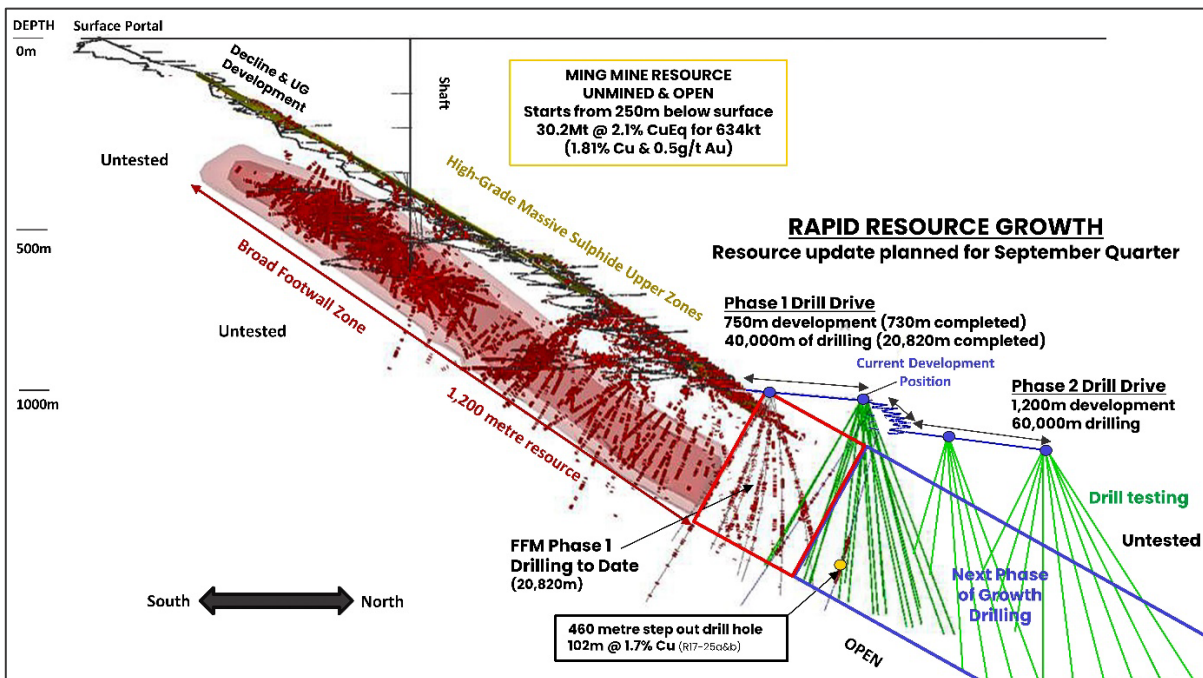 DEPTH
Surface Portal
0m
Decline & UG
Development
Shaft
MING MINE RESOURCE
UNMINED & OPEN
Starts from 250m below surface
30.2Mt @ 2.1% CuEq for 634kt
(1.81% Cu & 0.5g/t Au)
Untested
High-Grade Massive Sulphide Upper Zones
RAPID RESOURCE GROWTH
Resource update planned for September Quarter
500m
Broad Footwall Zone
Untested
Phase 1 Drill Drive
750m development (730m completed)
40,000m of drilling (20,820m completed)
Current Development
Position
Phase 2 Drill Drive
1,200m development
60,000m drilling
1000m
1,200 metre resource
Drill testing
Untested
FFM Phase 1
Drilling to Date
(20,820m)
Next Phase
of Growth
Drilling
South
North
460 metre step out drill hole
102m @ 1.7% Cu (R17-25a&b)
OPEN